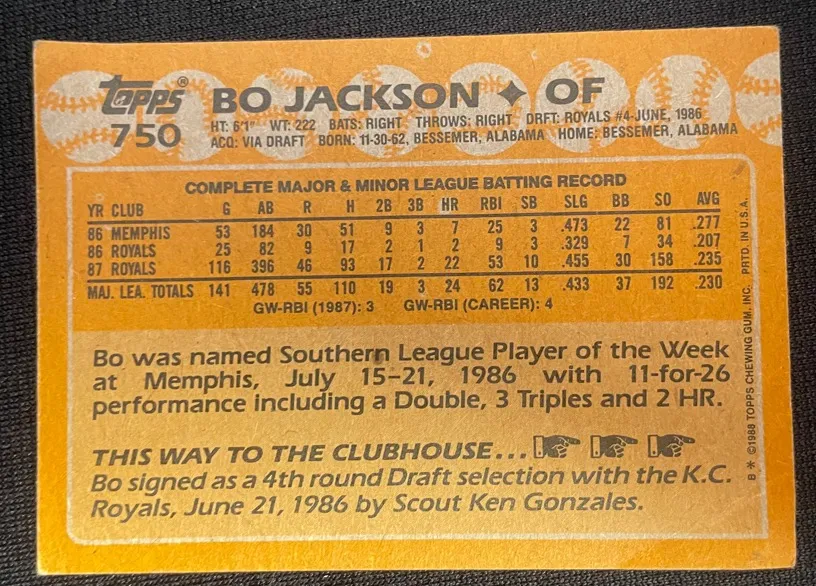 Topps®
750
BO JACKSON ✦ OF
HT: 6'1" WT: 222 BATS: RIGHT THROWS: RIGHT DRFT: ROYALS #4-JUNE, 1986
ACQ: VIA DRAFT BORN: 11-30-62, BESSEMER, ALABAMA HOME: BESSEMER, ALABAMA
COMPLETE MAJOR & MINOR LEAGUE BATTING RECORD
YR CLUB G AB R H 2B 3B HR RBI SB SLG BB SO AVG
86 MEMPHIS 53 184 30 51 9 3 7 25 3 .473 22 81 .277
86 ROYALS 25 82 9 17 2 1 2 9 3 .329 7 34 .207
87 ROYALS 116 396 46 93 17 2 22 53 10 .455 30 158 .235
MAJ. LEA. TOTALS 141 478 55 110 19 3 24 62 13 .433 37 192 .230
GW-RBI (1987): 3 GW-RBI (CAREER): 4
Bo was named Southern League Player of the Week
at Memphis, July 15-21, 1986 with 11-for-26
performance including a Double, 3 Triples and 2 HR.
THIS WAY TO THE CLUBHOUSE...
Bo signed as a 4th round Draft selection with the K.C.
Royals, June 21, 1986 by Scout Ken Gonzales.
B * ©1988 TOPPS CHEWING GUM, INC. PRTD. IN U.S.A.